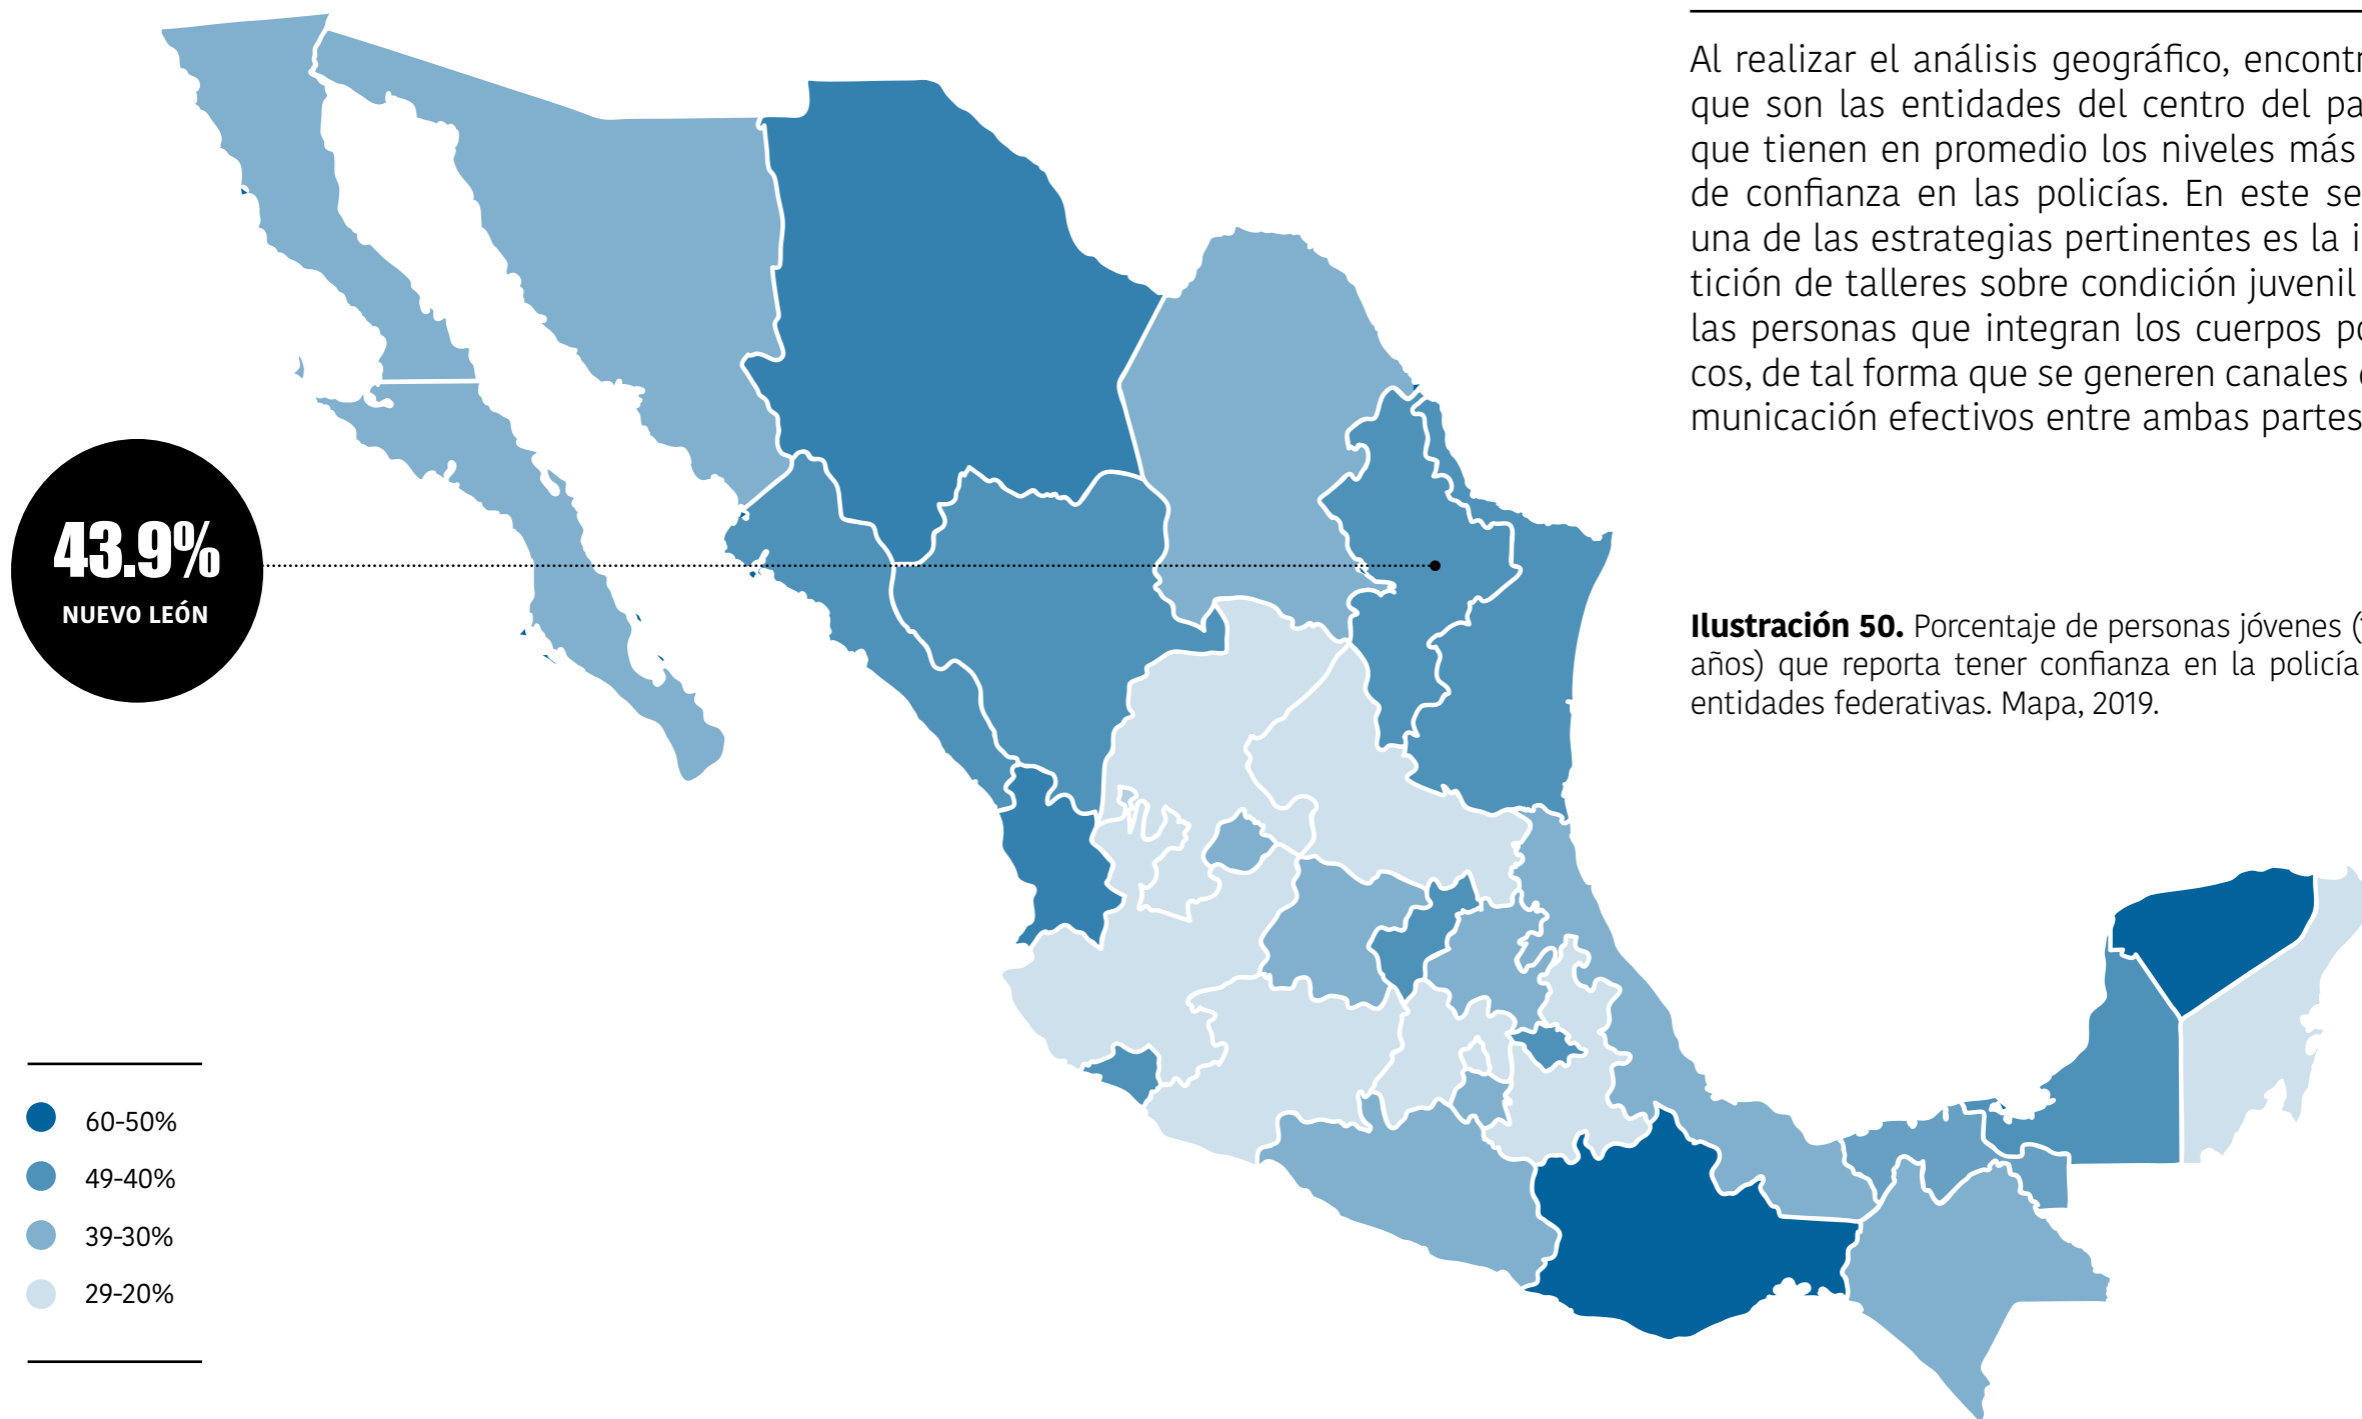 Al realizar el análisis geográfico,
que son las entidades del centro del
que tienen en promedio los niveles más
de confianza en las policías. En este
una de las estrategias pertinentes es la
tición de talleres sobre condición juvenil
las personas que integran los cuerpos
cos, de tal forma que se generen canales
municación efectivos entre ambas partes
43.9%
NUEVO LEÓN
Ilustración 50. Porcentaje de personas jóvenes
años) que reporta tener confianza en la policía
entidades federativas. Mapa, 2019.
60-50%
49-40%
39-30%
29-20%